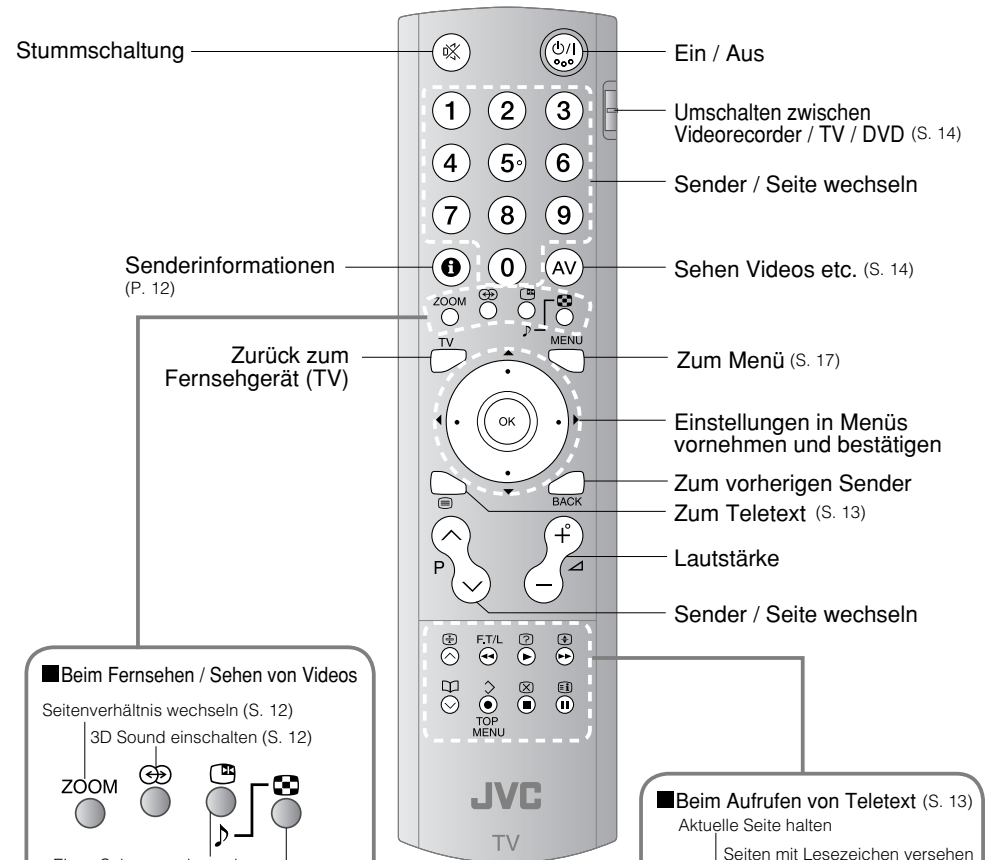 Stummschaltung
Ein / Aus
1 2 3
Umschalten zwischen
Videorecorder / TV / DVD (S. 14)
4 5 6
Sender / Seite wechseln
7 8 9
Senderinformationen
(P. 12)
0
AV
Sehen Videos etc. (S. 14)
ZOOM
TV
MENU
Zurück zum
Fernsehgerät (TV)
Zum Menü (S. 17)
OK
Einstellungen in Menüs
vornehmen und bestätigen
Zum vorherigen Sender
BACK
Zum Teletext (S. 13)
P
Lautstärke
Sender / Seite wechseln
F.T/L
TOP
MENU
JVC
TV
Beim Fernsehen / Sehen von Videos
Seitenverhältnis wechseln (S. 12)
3D Sound einschalten (S. 12)
ZOOM
Beim Aufrufen von Teletext (S. 13)
Aktuelle Seite halten
Seiten mit Lesezeichen versehen